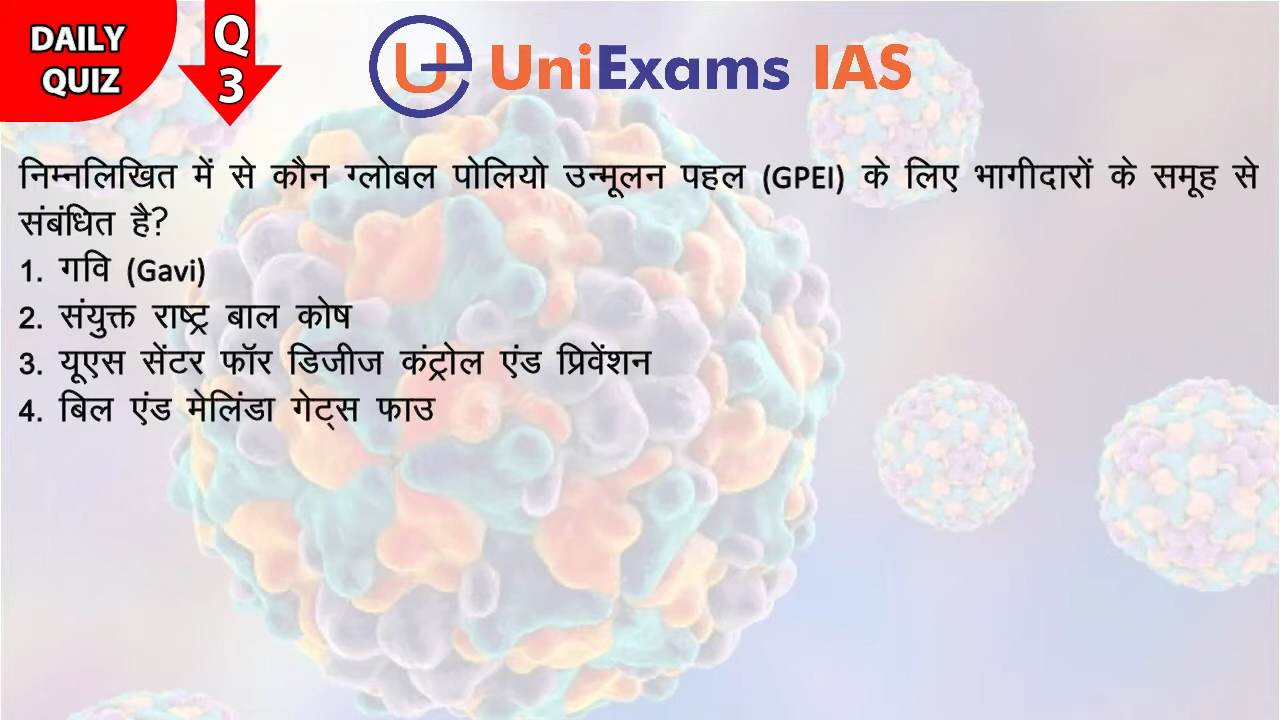 DAILY
QUIZ
Q
3
UniExams IAS
निम्नलिखित में से कौन ग्लोबल पोलियो उन्मूलन पहल (GPEI) के लिए भागीदारों के समूह से
संबंधित है?
1. गवि (Gavi)
2. संयुक्त राष्ट्र बाल कोष
3. यूएस सेंटर फॉर डिजीज कंट्रोल एंड प्रिवेंशन
4. बिल एंड मेलिंडा गेट्स फाउ